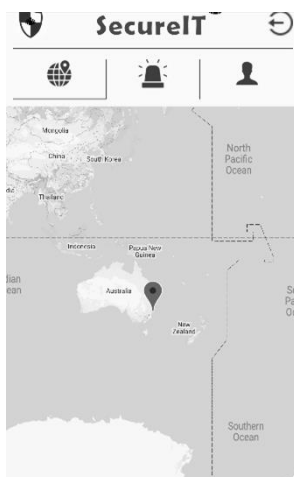 SecureIT
Mongolia
China
South Korea
Thailand
North
Pacific
Ocean
Indonesia
Papua New
Guinea
Australia
New
Zealand
Southern
Ocean